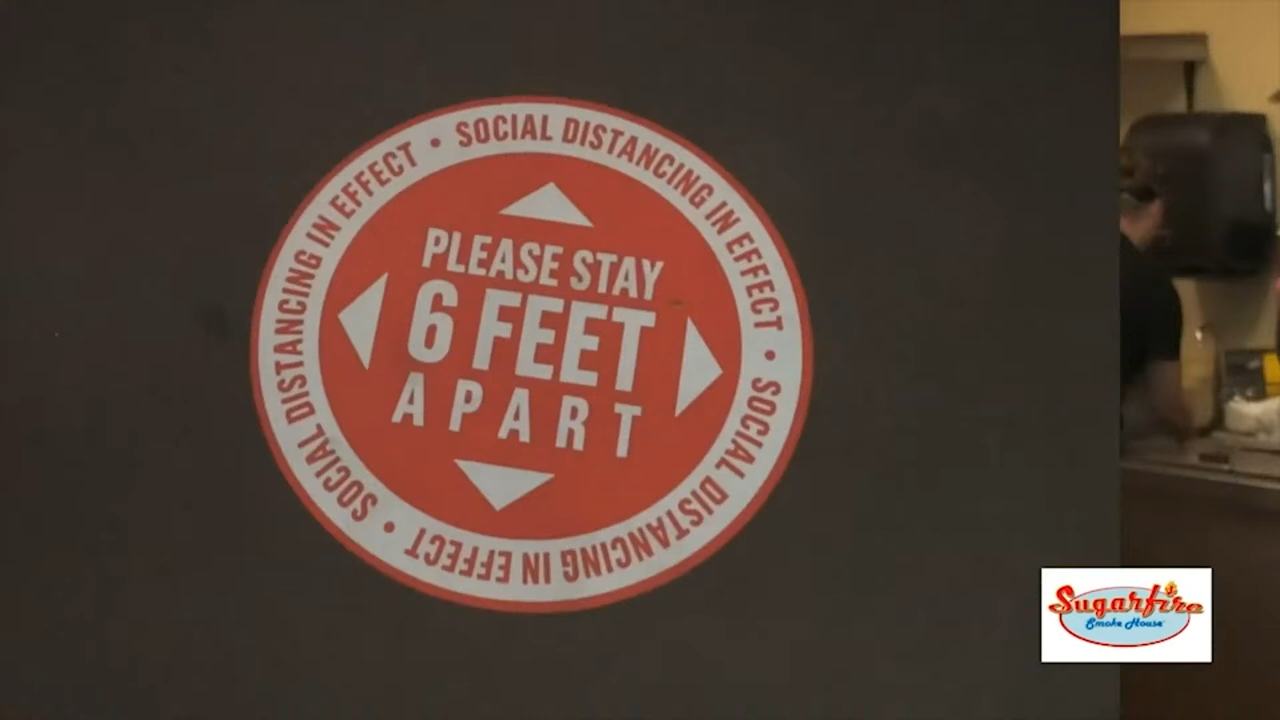 SOCIAL DISTANCING IN EFFECT • SOCIAL DISTANCING IN EFFECT • SOCIAL DISTANCING IN EFFECT •
PLEASE STAY
6 FEET
APART
Sugarfire
Smoke House